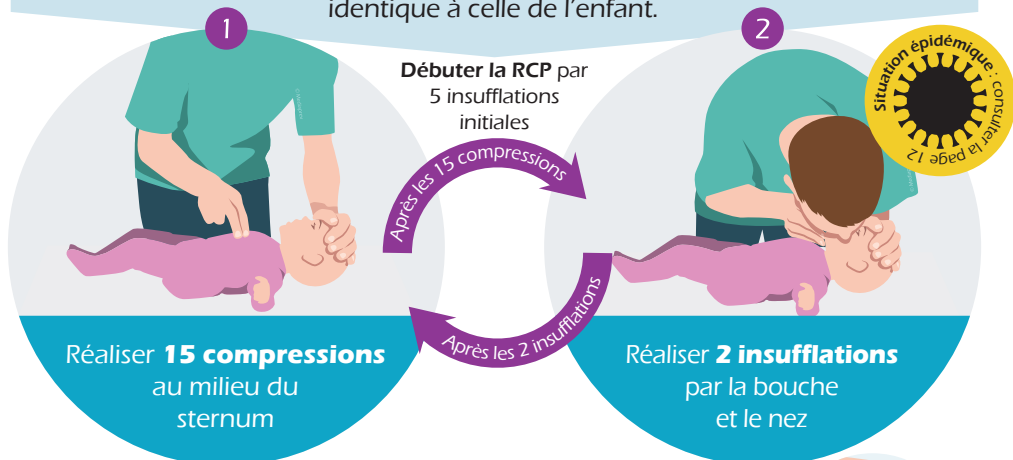 identique à celle de l’enfant.
1
2
Situation épidémique : consulter la page 12
Débuter la RCP par
5 insufflations
initiales
Après les 15 compressions
Après les 2 insufflations
Réaliser 15 compressions
au milieu du
sternum
Réaliser 2 insufflations
par la bouche
et le nez